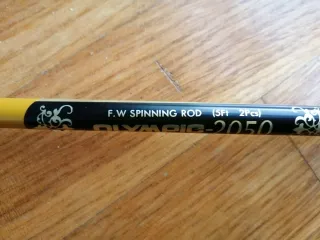 F.W SPINNING ROD (5Ft 2Pcs)
OLYMPIC-2050